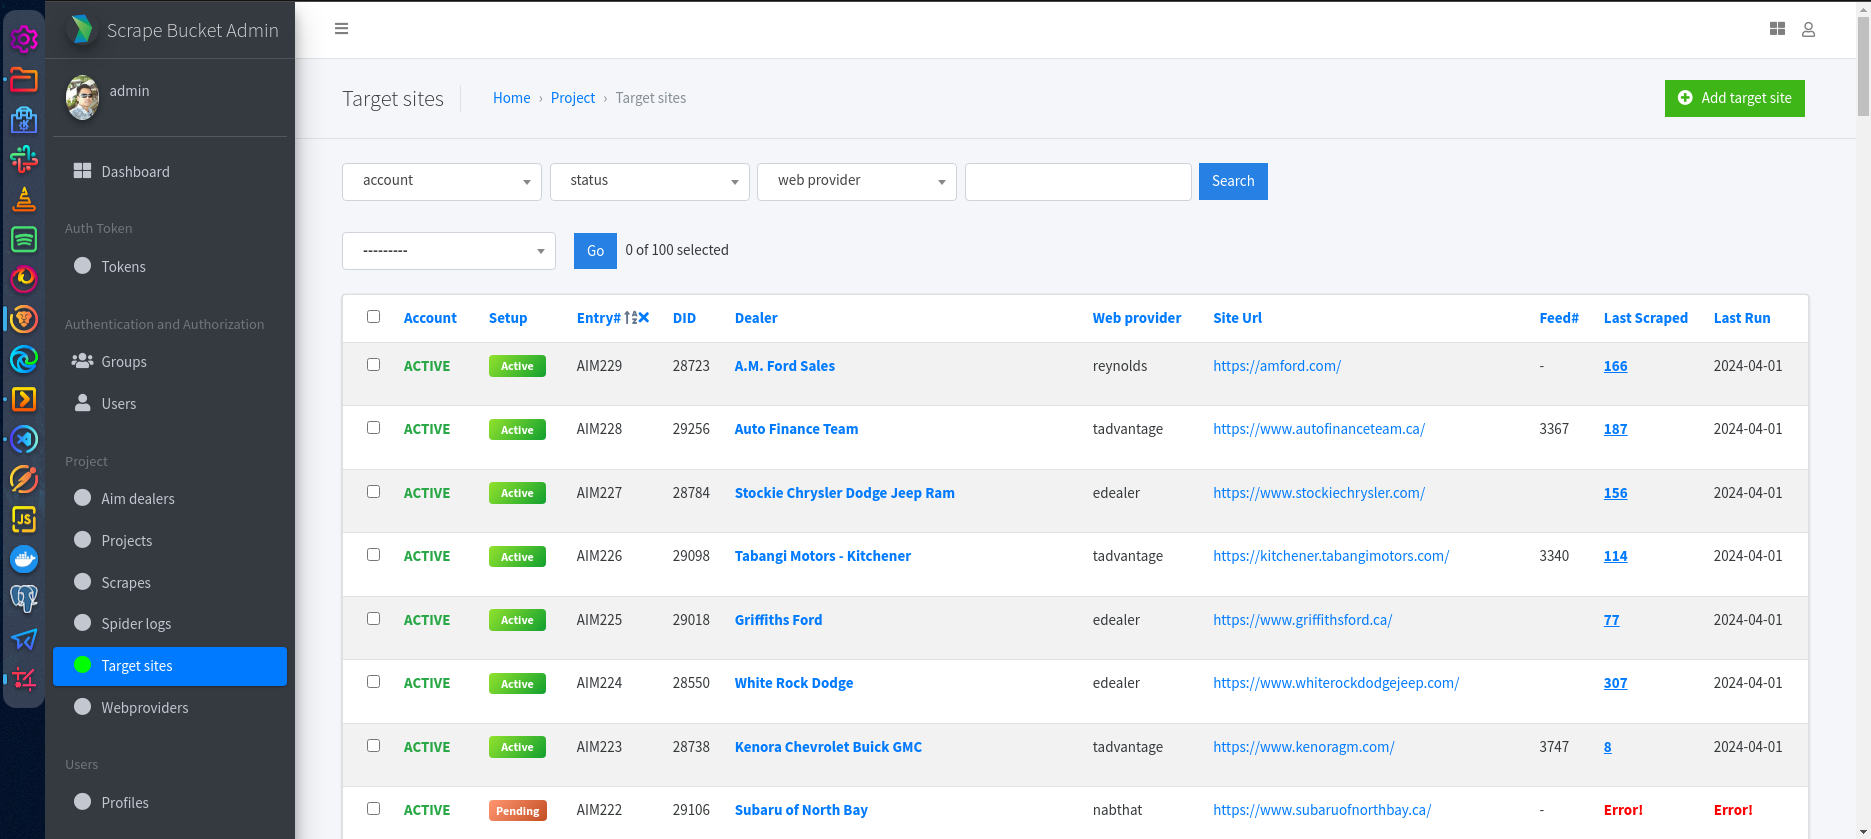 Scrape Bucket Admin
admin
Dashboard
Auth Token
Tokens
Authentication and Authorization
Groups
Users
Project
Aim dealers
Projects
Scrapes
Spider logs
Target sites
Webproviders
Users
Profiles
Target sites
Home › Project › Target sites
Add target site
account status web provider Search
--------- Go 0 of 100 selected
Account Setup Entry# DID Dealer Web provider Site Url Feed# Last Scraped Last Run
ACTIVE Active AIM229 28723 A.M. Ford Sales reynolds https://amford.com/ - 166 2024-04-01
ACTIVE Active AIM228 29256 Auto Finance Team tadvantage https://www.autofinanceteam.ca/ 3367 187 2024-04-01
ACTIVE Active AIM227 28784 Stockie Chrysler Dodge Jeep Ram edealer https://www.stockiechrysler.com/ 156 2024-04-01
ACTIVE Active AIM226 29098 Tabangi Motors - Kitchener tadvantage https://kitchener.tabangimotors.com/ 3340 114 2024-04-01
ACTIVE Active AIM225 29018 Griffiths Ford edealer https://www.griffithsford.ca/ 77 2024-04-01
ACTIVE Active AIM224 28550 White Rock Dodge edealer https://www.whiterockdodgejeep.com/ 307 2024-04-01
ACTIVE Active AIM223 28738 Kenora Chevrolet Buick GMC tadvantage https://www.kenoragm.com/ 3747 8 2024-04-01
ACTIVE Pending AIM222 29106 Subaru of North Bay nabthat https://www.subaruofnorthbay.ca/ - Error! Error!
JS